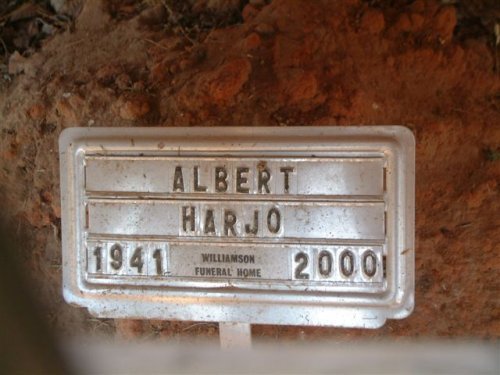 ALBERT
HARJO
1941 WILLIAMSON FUNERAL HOME 2000